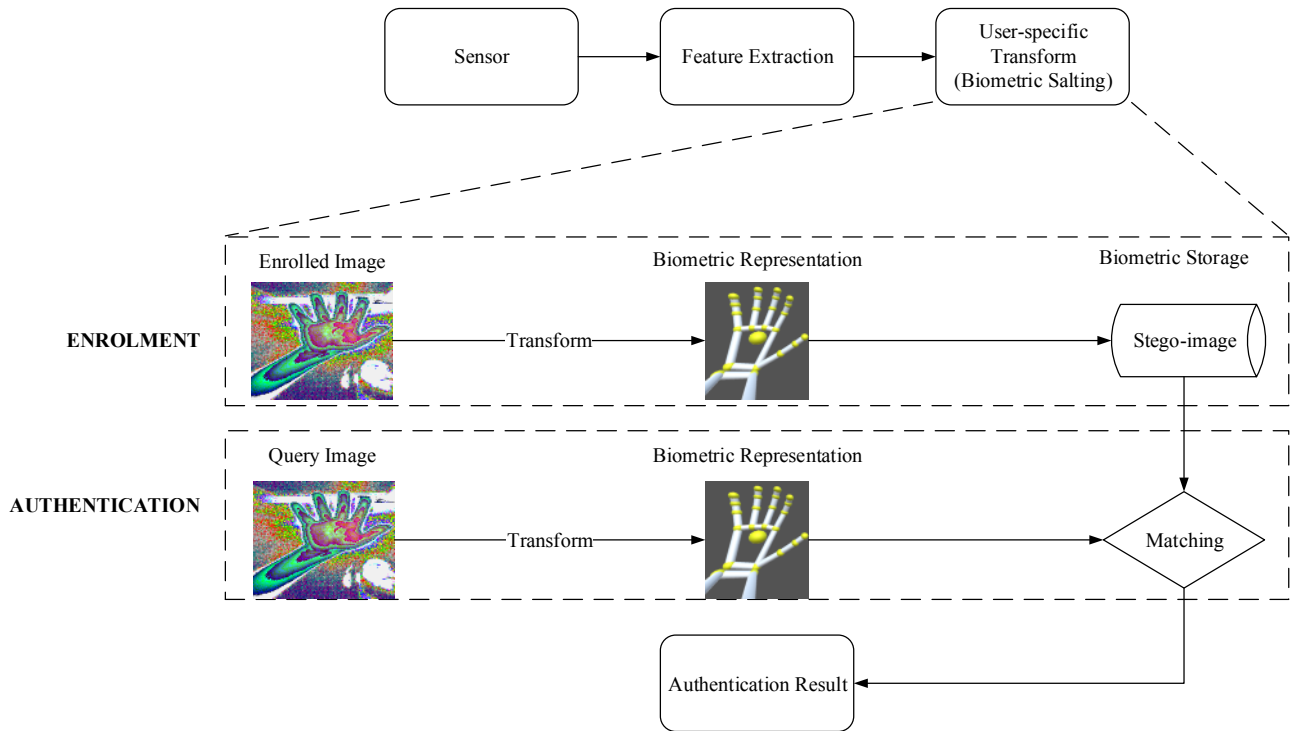 Sensor
Feature Extraction
User-specific
Transform
(Biometric Salting)
Enrolled Image
Biometric Representation
Biometric Storage
ENROLMENT
Transform
Stego-image
Query Image
Biometric Representation
AUTHENTICATION
Transform
Matching
Authentication Result